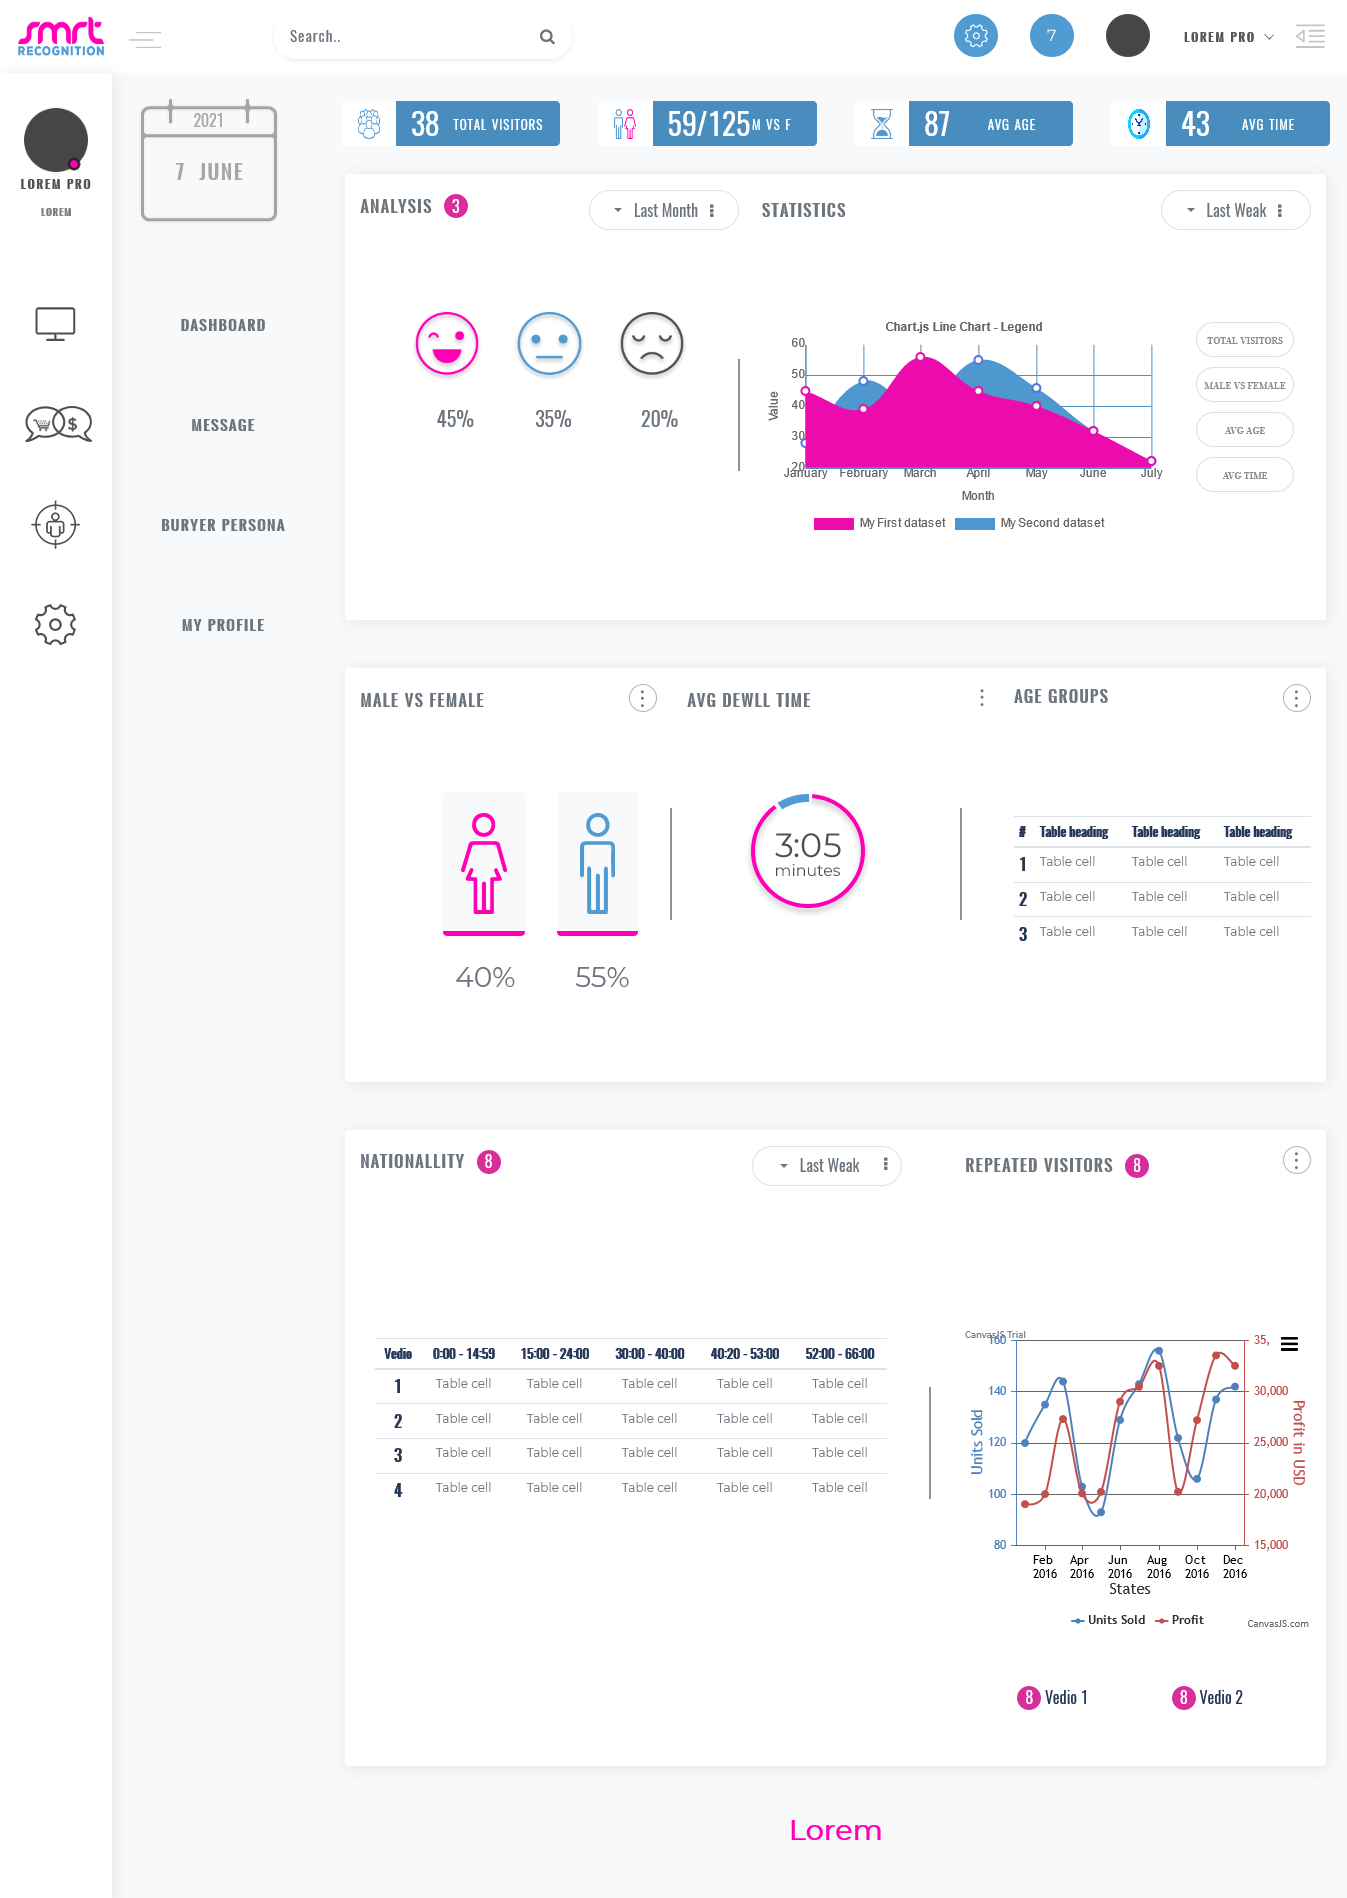 smrt
RECOGNITION
Search..
7
LOREM PRO
LOREM PRO
LOREM
2021
7 JUNE
DASHBOARD
MESSAGE
BURYER PERSONA
MY PROFILE
38 TOTAL VISITORS
59/125 M VS F
87 AVG AGE
43 AVG TIME
ANALYSIS 3
Last Month
STATISTICS
Last Weak
45%
35%
20%
Chart.js Line Chart - Legend
60
50
40
30
20
Value
January February March April May June July
Month
My First dataset My Second dataset
TOTAL VISITORS
MALE VS FEMALE
AVG AGE
AVG TIME
MALE VS FEMALE
40%
55%
AVG DEWLL TIME
3:05
minutes
AGE GROUPS
# Table heading Table heading Table heading
1 Table cell Table cell Table cell
2 Table cell Table cell Table cell
3 Table cell Table cell Table cell
NATIONALLITY 8
Last Weak
Vedio 0:00 - 14:59 15:00 - 24:00 30:00 - 40:00 40:20 - 53:00 52:00 - 66:00
1 Table cell Table cell Table cell Table cell Table cell
2 Table cell Table cell Table cell Table cell Table cell
3 Table cell Table cell Table cell Table cell Table cell
4 Table cell Table cell Table cell Table cell Table cell
REPEATED VISITORS 8
CanvasJS Trial
160
140
120
100
80
Units Sold
35,
30,000
25,000
20,000
15,000
Profit in USD
Feb 2016 Apr 2016 Jun 2016 Aug 2016 Oct 2016 Dec 2016
States
Units Sold Profit
CanvasJS.com
8 Vedio 1
8 Vedio 2
Lorem